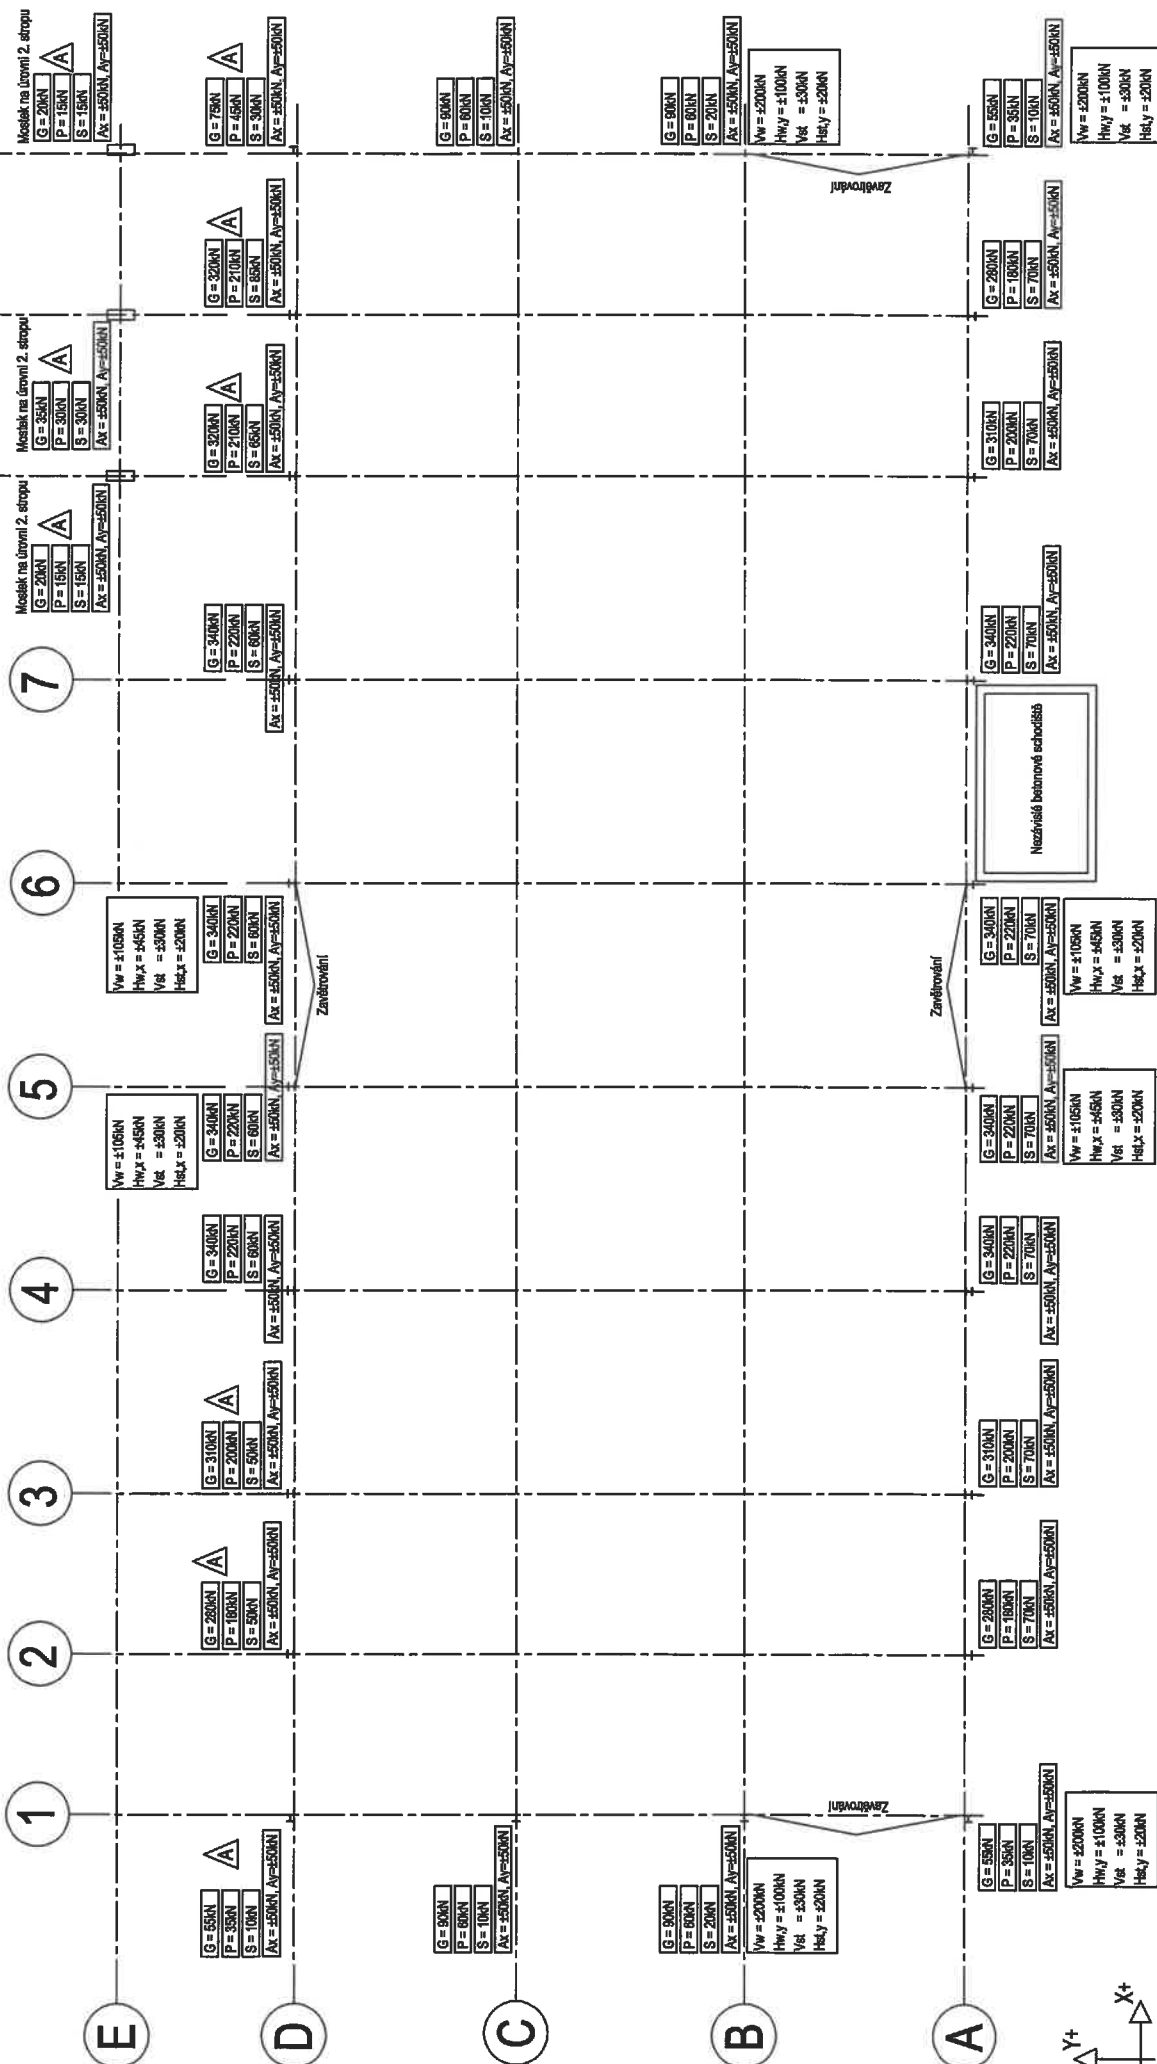 Mostek na úrovni 2. stropu
G = 20kN
P = 15kN
S = 15kN
Ax = ±50kN, Ay=±50kN
A
Mostek na úrovni 2. stropu
G = 35kN
P = 30kN
S = 30kN
Ax = ±50kN, Ay=±50kN
A
Mostek na úrovni 2. stropu
G = 20kN
P = 15kN
S = 15kN
Ax = ±50kN, Ay=±50kN
A
1
2
3
4
5
6
7
E
Vw = ±105kN
Hw,x = ±45kN
Vst = ±30kN
Hst,x = ±20kN
Vw = ±105kN
Hw,x = ±45kN
Vst = ±30kN
Hst,x = ±20kN
G = 55kN
P = 35kN
S = 10kN
Ax = ±50kN, Ay=±50kN
A
G = 280kN
P = 180kN
S = 50kN
Ax = ±50kN, Ay=±50kN
A
G = 310kN
P = 200kN
S = 50kN
Ax = ±50kN, Ay=±50kN
A
G = 340kN
P = 220kN
S = 60kN
Ax = ±50kN, Ay=±50kN
G = 340kN
P = 220kN
S = 60kN
Ax = ±50kN, Ay=±50kN
G = 340kN
P = 220kN
S = 60kN
Ax = ±50kN, Ay=±50kN
G = 340kN
P = 220kN
S = 60kN
Ax = ±50kN, Ay=±50kN
G = 320kN
P = 210kN
S = 65kN
Ax = ±50kN, Ay=±50kN
A
G = 320kN
P = 210kN
S = 85kN
Ax = ±50kN, Ay=±50kN
A
G = 75kN
P = 45kN
S = 30kN
Ax = ±50kN, Ay=±50kN
A
D
Zavětrování
G = 90kN
P = 60kN
S = 10kN
Ax = ±50kN, Ay=±50kN
G = 90kN
P = 60kN
S = 10kN
Ax = ±50kN, Ay=±50kN
C
G = 90kN
P = 60kN
S = 20kN
Ax = ±50kN, Ay=±50kN
G = 90kN
P = 60kN
S = 20kN
Ax = ±50kN, Ay=±50kN
B
Vw = ±200kN
Hw,y = ±100kN
Vst = ±30kN
Hst,y = ±20kN
Vw = ±200kN
Hw,y = ±100kN
Vst = ±30kN
Hst,y = ±20kN
Zavětrování
Zavětrování
Zavětrování
A
G = 55kN
P = 35kN
S = 10kN
Ax = ±50kN, Ay=±50kN
G = 280kN
P = 180kN
S = 70kN
Ax = ±50kN, Ay=±50kN
G = 310kN
P = 200kN
S = 70kN
Ax = ±50kN, Ay=±50kN
G = 340kN
P = 220kN
S = 70kN
Ax = ±50kN, Ay=±50kN
G = 340kN
P = 220kN
S = 70kN
Ax = ±50kN, Ay=±50kN
G = 340kN
P = 220kN
S = 70kN
Ax = ±50kN, Ay=±50kN
Nezávislé betonové schodiště
G = 340kN
P = 220kN
S = 70kN
Ax = ±50kN, Ay=±50kN
G = 310kN
P = 200kN
S = 70kN
Ax = ±50kN, Ay=±50kN
G = 280kN
P = 180kN
S = 70kN
Ax = ±50kN, Ay=±50kN
G = 55kN
P = 35kN
S = 10kN
Ax = ±50kN, Ay=±50kN
Vw = ±200kN
Hw,y = ±100kN
Vst = ±30kN
Hst,y = ±20kN
Vw = ±105kN
Hw,x = ±45kN
Vst = ±30kN
Hst,x = ±20kN
Vw = ±105kN
Hw,x = ±45kN
Vst = ±30kN
Hst,x = ±20kN
Vw = ±200kN
Hw,y = ±100kN
Vst = ±30kN
Hst,y = ±20kN
Y+
X+